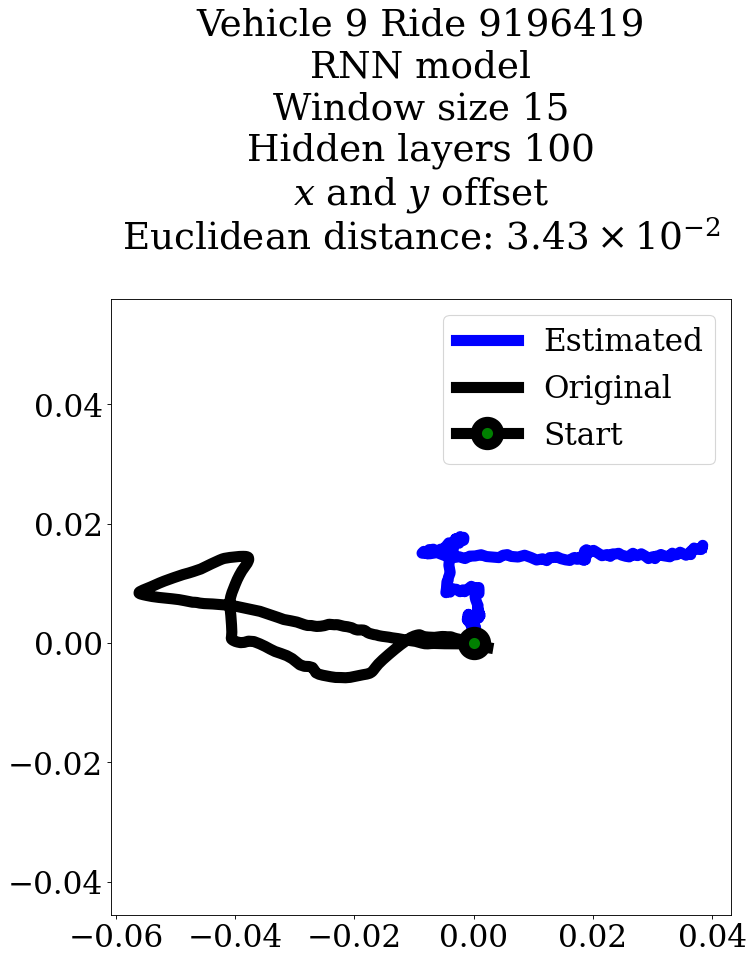 Vehicle 9 Ride 9196419
RNN model
Window size 15
Hidden layers 100
x and y offset
Euclidean distance: 3.43 × 10⁻²
Estimated
Original
Start
0.04
0.02
0.00
−0.02
−0.04
−0.06 −0.04 −0.02 0.00 0.02 0.04